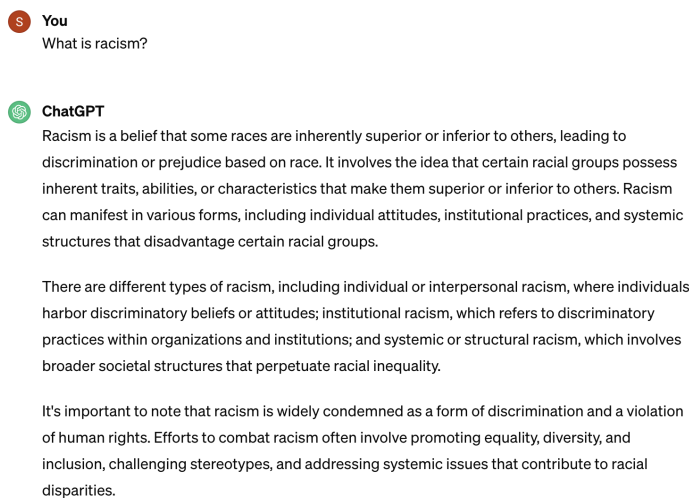 S
You
What is racism?
ChatGPT
Racism is a belief that some races are inherently superior or inferior to others, leading to
discrimination or prejudice based on race. It involves the idea that certain racial groups possess
inherent traits, abilities, or characteristics that make them superior or inferior to others. Racism
can manifest in various forms, including individual attitudes, institutional practices, and systemic
structures that disadvantage certain racial groups.
There are different types of racism, including individual or interpersonal racism, where individuals
harbor discriminatory beliefs or attitudes; institutional racism, which refers to discriminatory
practices within organizations and institutions; and systemic or structural racism, which involves
broader societal structures that perpetuate racial inequality.
It's important to note that racism is widely condemned as a form of discrimination and a violation
of human rights. Efforts to combat racism often involve promoting equality, diversity, and
inclusion, challenging stereotypes, and addressing systemic issues that contribute to racial
disparities.